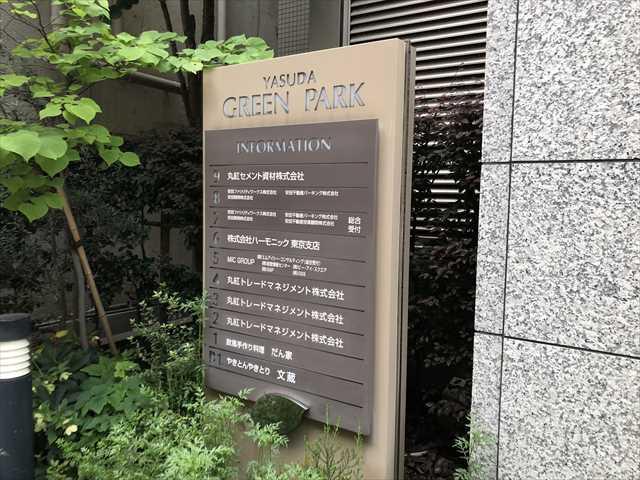 YASUDA
GREEN PARK
INFORMATION
9 丸紅セメント資材株式会社
8
7 総合
受付
6 株式会社ハーモニック 東京支店
5 MIC GROUP
4 丸紅トレードマネジメント株式会社
3 丸紅トレードマネジメント株式会社
2 丸紅トレードマネジメント株式会社
1 創風手作り料理 だん家
B1 やきとんやきとり 文蔵